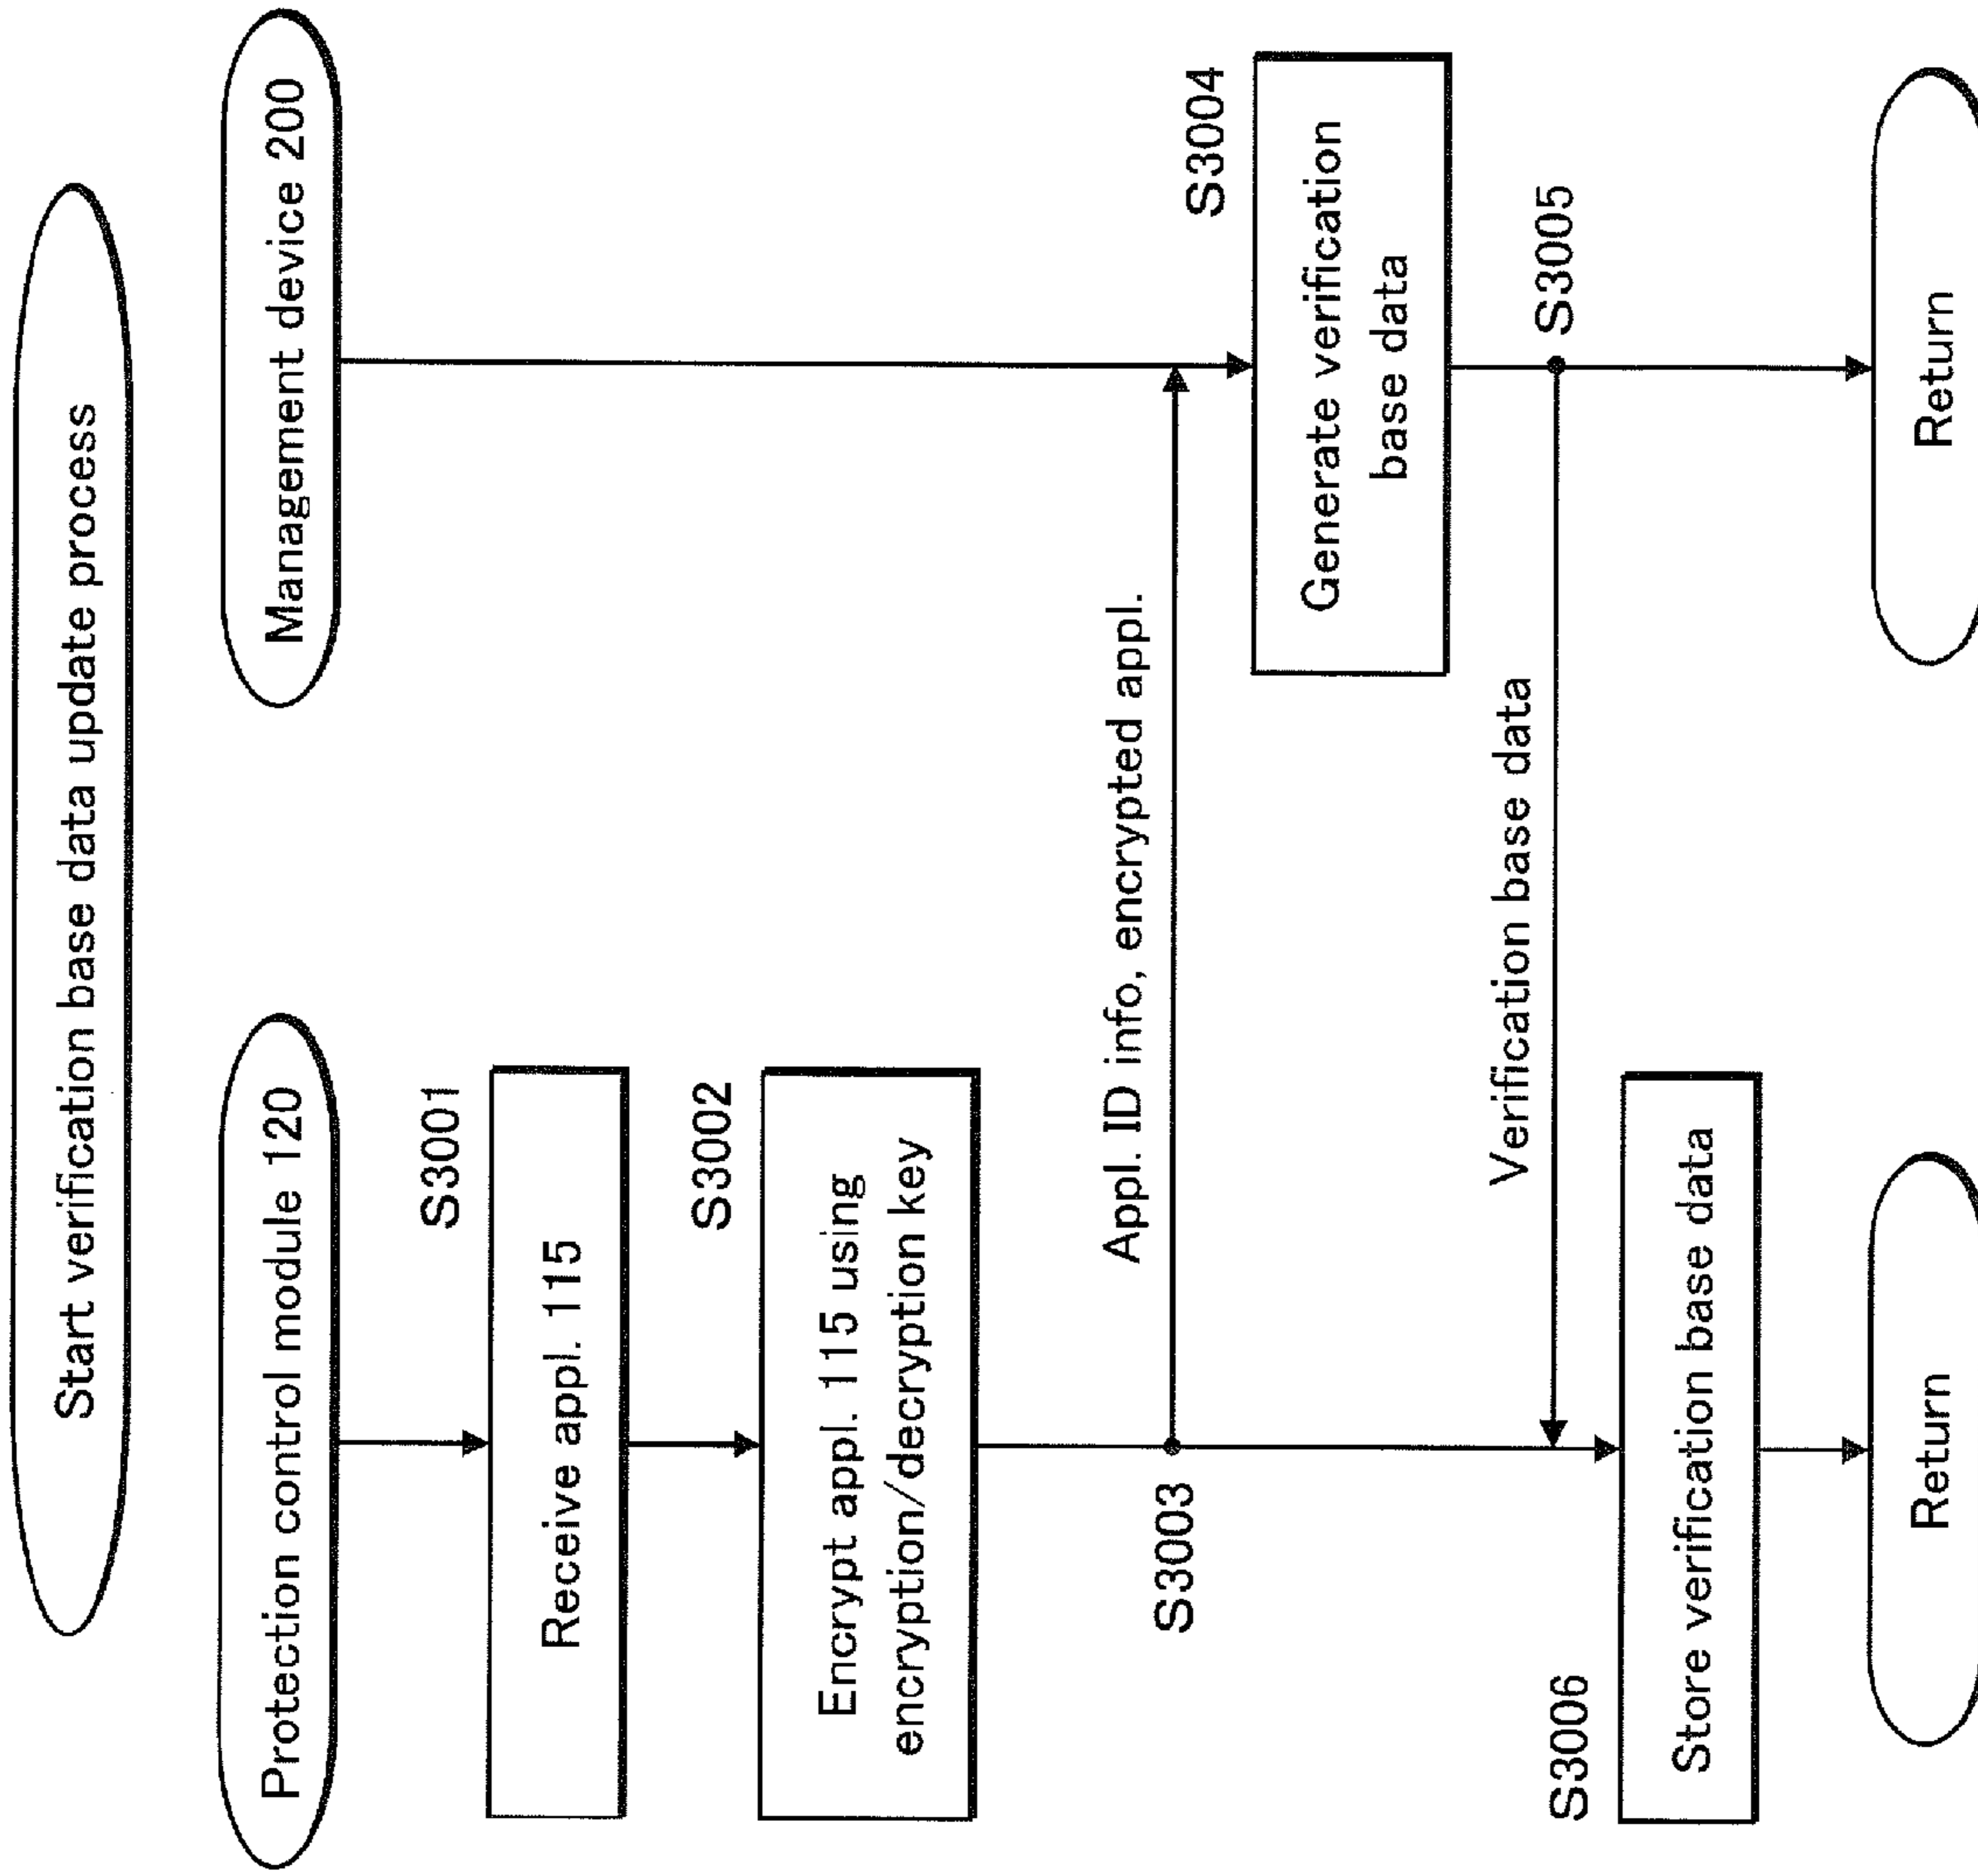 Start verification base data update process
Protection control module 120
Management device 200
S3001
Receive appl. 115
S3002
Encrypt appl. 115 using
encryption/decryption key
S3003
Appl. ID info, encrypted appl.
S3004
Generate verification
base data
S3005
Verification base data
S3006
Store verification base data
Return
Return